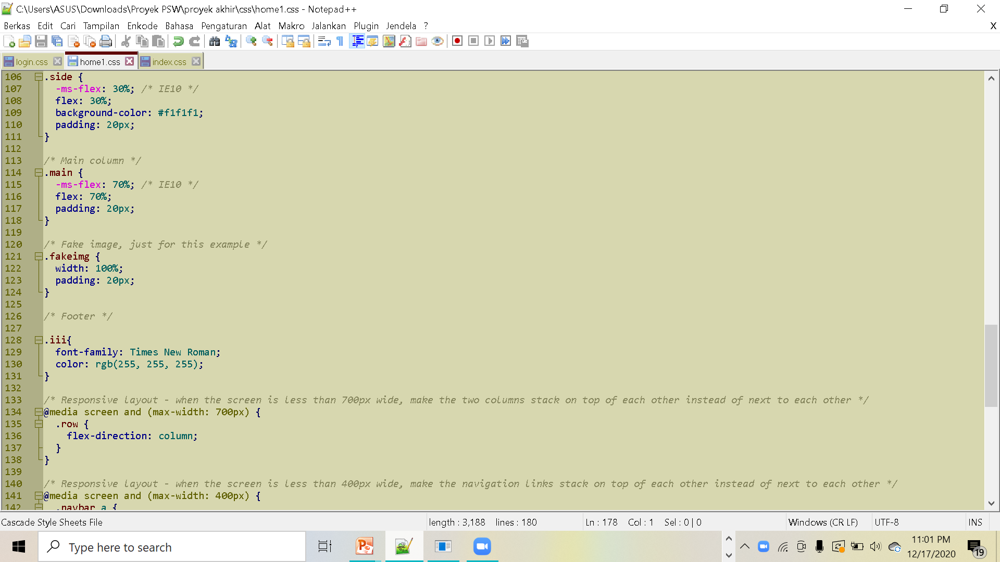 C:\Users\ASUS\Downloads\Proyek PSW\proyek akhir\css\home1.css - Notepad++
Berkas Edit Cari Tampilan Enkode Bahasa Pengaturan Alat Makro Jalankan Plugin Jendela ? X
login.css home1.css index.css
106 .side {
107 -ms-flex: 30%; /* IE10 */
108 flex: 30%;
109 background-color: #f1f1f1;
110 padding: 20px;
111 }
112
113 /* Main column */
114 .main {
115 -ms-flex: 70%; /* IE10 */
116 flex: 70%;
117 padding: 20px;
118 }
119
120 /* Fake image, just for this example */
121 .fakeimg {
122 width: 100%;
123 padding: 20px;
124 }
125
126 /* Footer */
127
128 .iii{
129 font-family: Times New Roman;
130 color: rgb(255, 255, 255);
131 }
132
133 /* Responsive layout - when the screen is less than 700px wide, make the two columns stack on top of each other instead of next to each other */
134 @media screen and (max-width: 700px) {
135 .row {
136 flex-direction: column;
137 }
138 }
139
140 /* Responsive layout - when the screen is less than 400px wide, make the navigation links stack on top of each other instead of next to each other */
141 @media screen and (max-width: 400px) {
142 .navbar a {
Cascade Style Sheets File length : 3,188 lines : 180 Ln : 178 Col : 1 Sel : 0 | 0 Windows (CR LF) UTF-8 INS
Type here to search
11:01 PM
12/17/2020
19